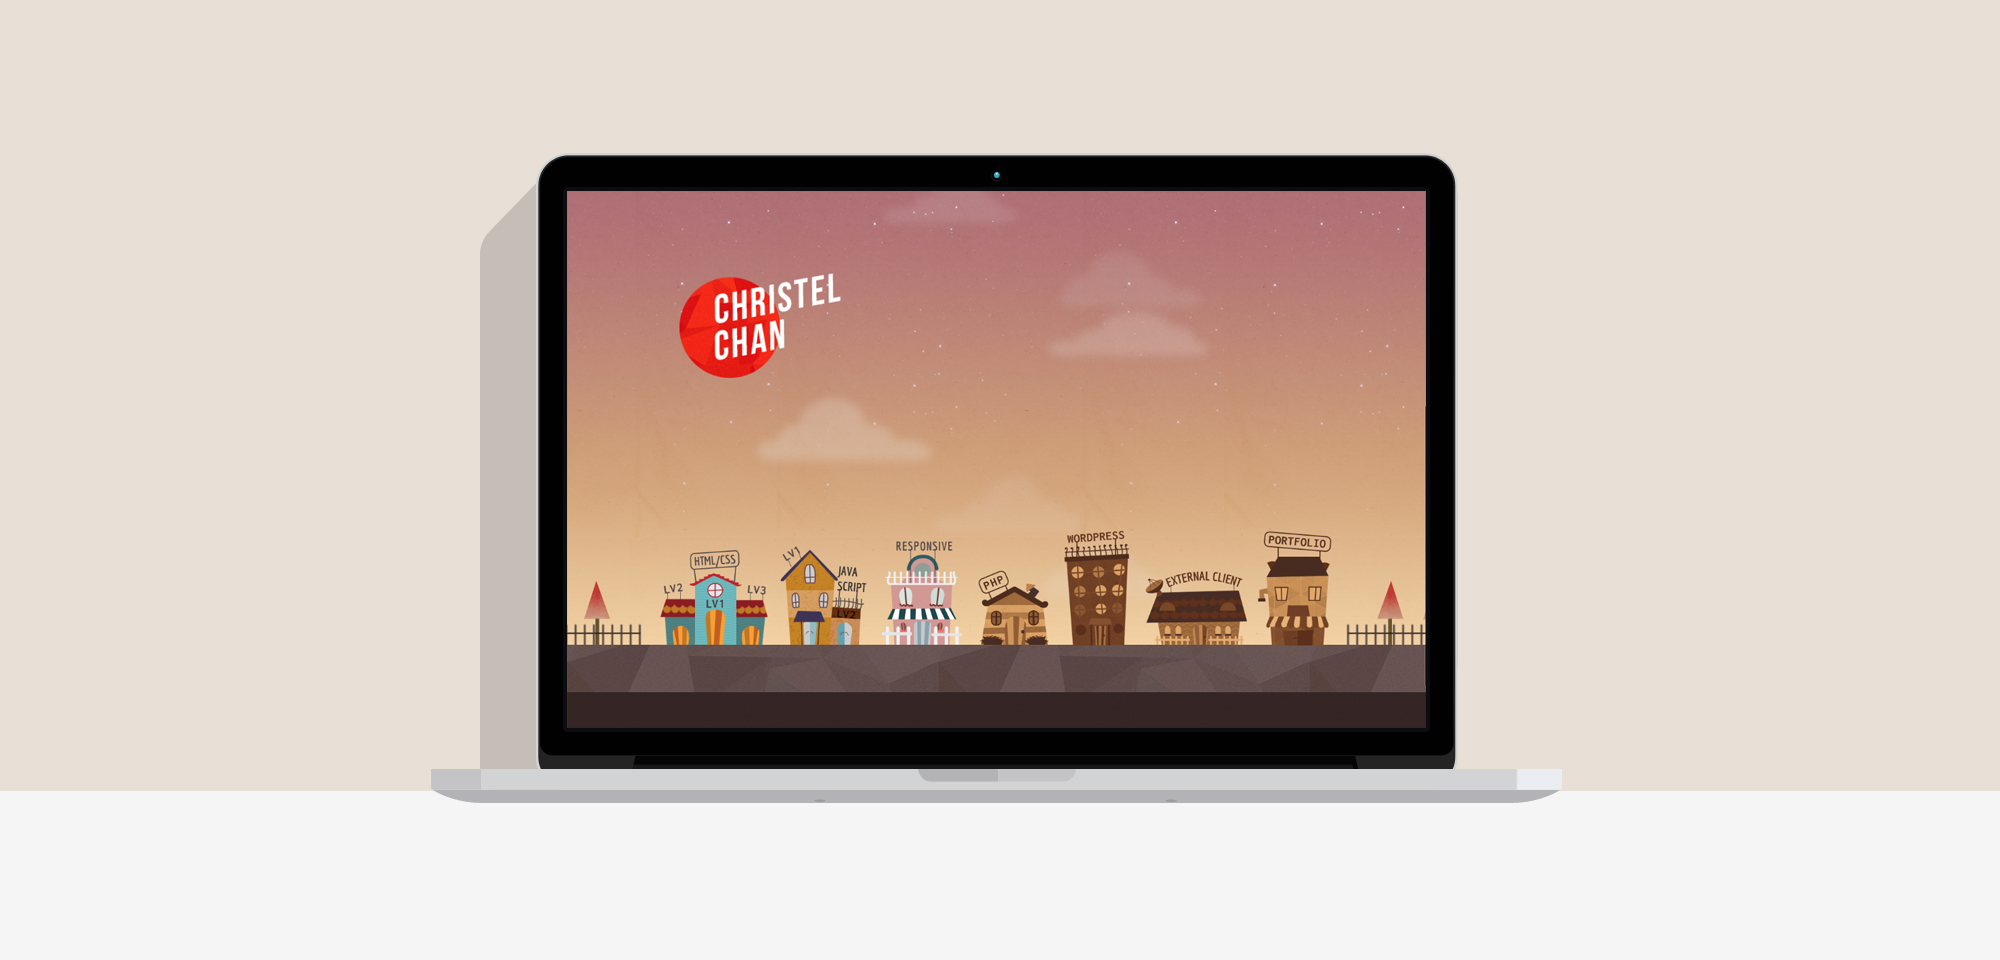 CHRISTEL
CHAN
HTML/CSS
LV2
LV1
LV3
LV1
JAVA
SCRIPT
LV2
RESPONSIVE
PHP
WORDPRESS
EXTERNAL CLIENT
PORTFOLIO